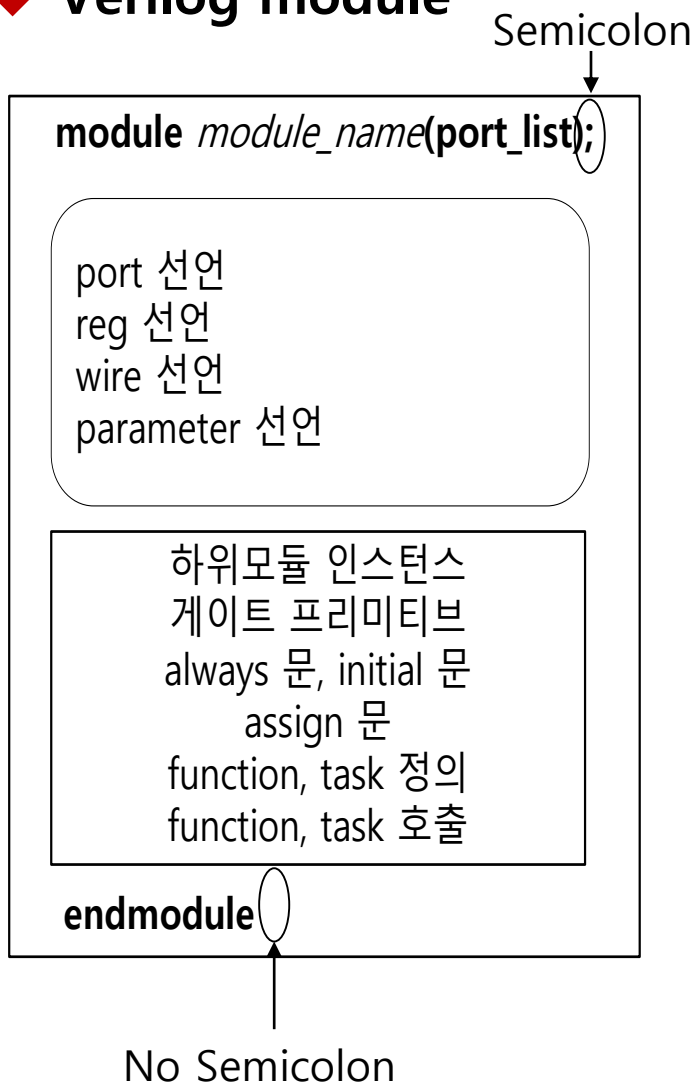 Verilog module
Semicolon
module module_name(port_list);
port 선언
reg 선언
wire 선언
parameter 선언
하위모듈 인스턴스
게이트 프리미티브
always 문, initial 문
assign 문
function, task 정의
function, task 호출
endmodule
No Semicolon